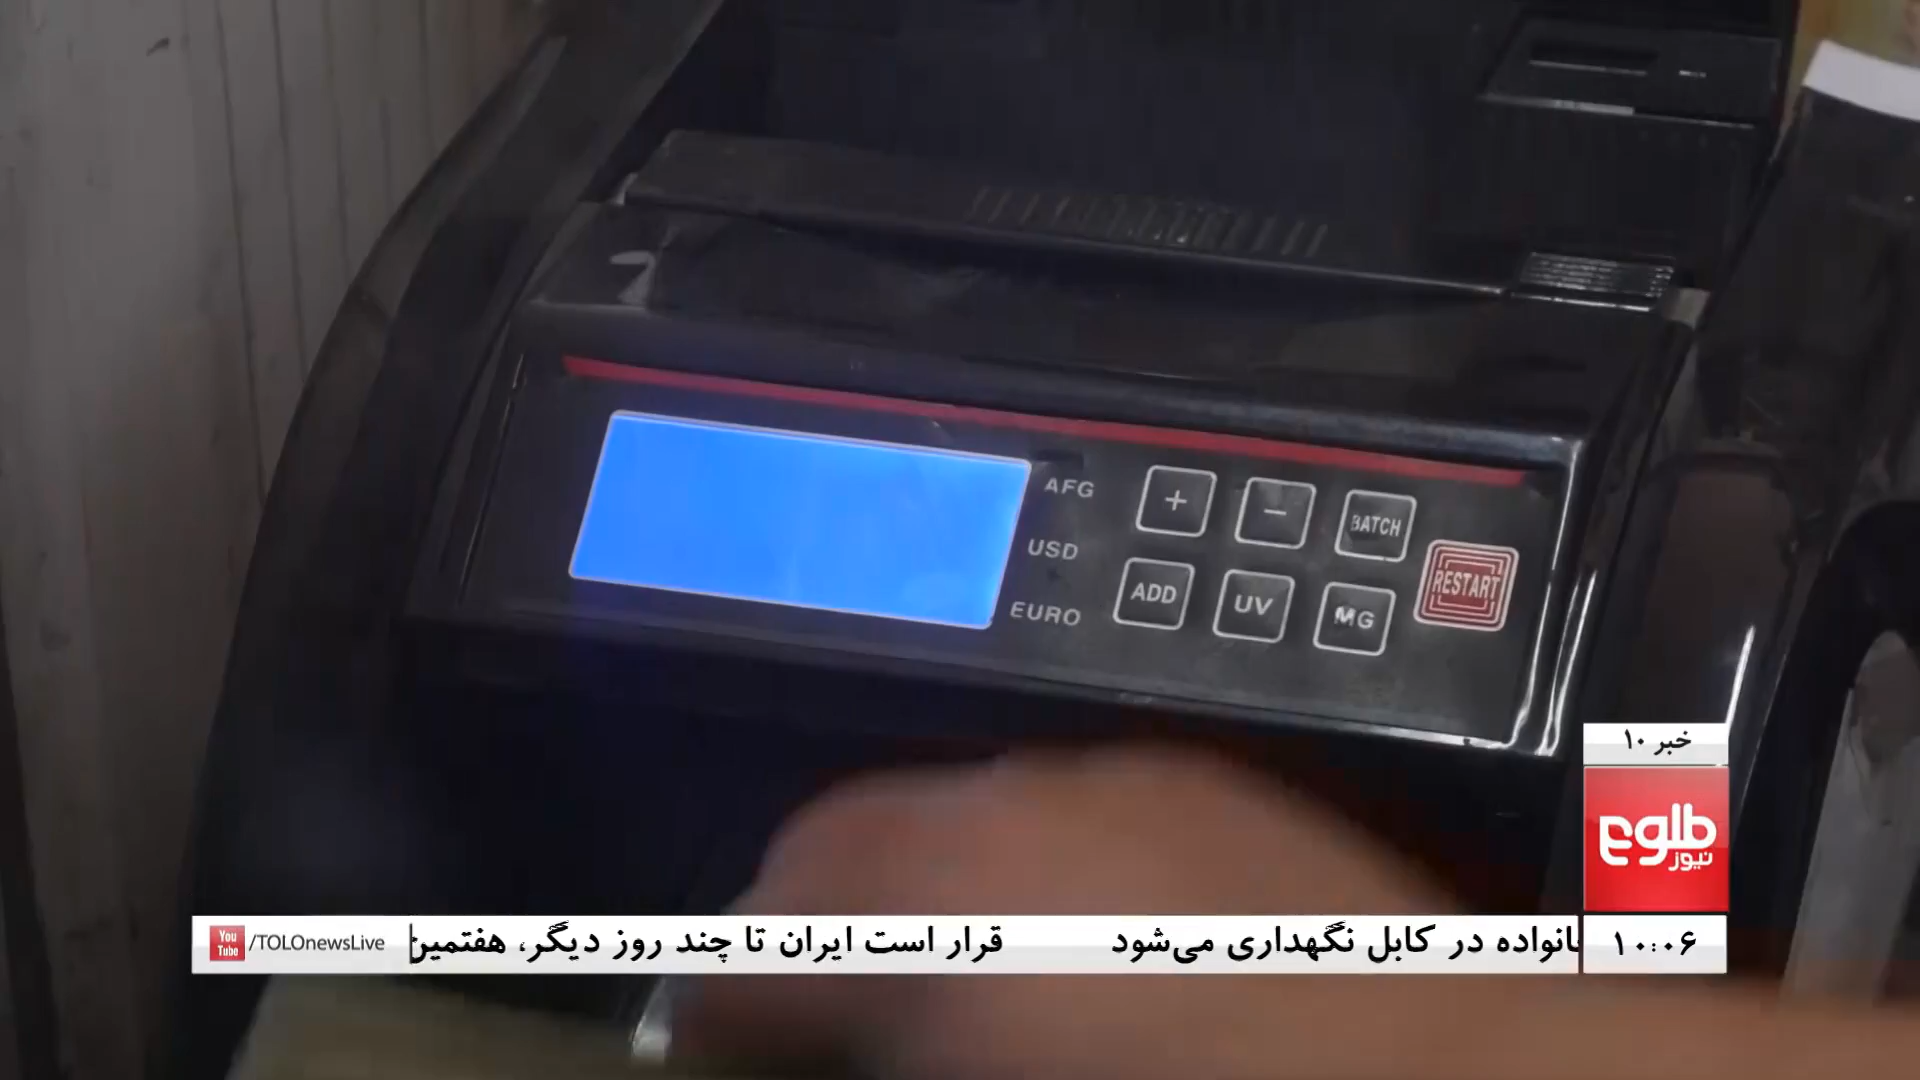 AFG
USD
EURO
+
-
BATCH
ADD
UV
MG
RESTART
خبر ۱۰
طلوع
نیوز
۱۰:۰۶
در کابل نگهداری می‌شود
قرار است ایران تا چند روز دیگر، هفتمین
You
Tube
/TOLOnewsLive